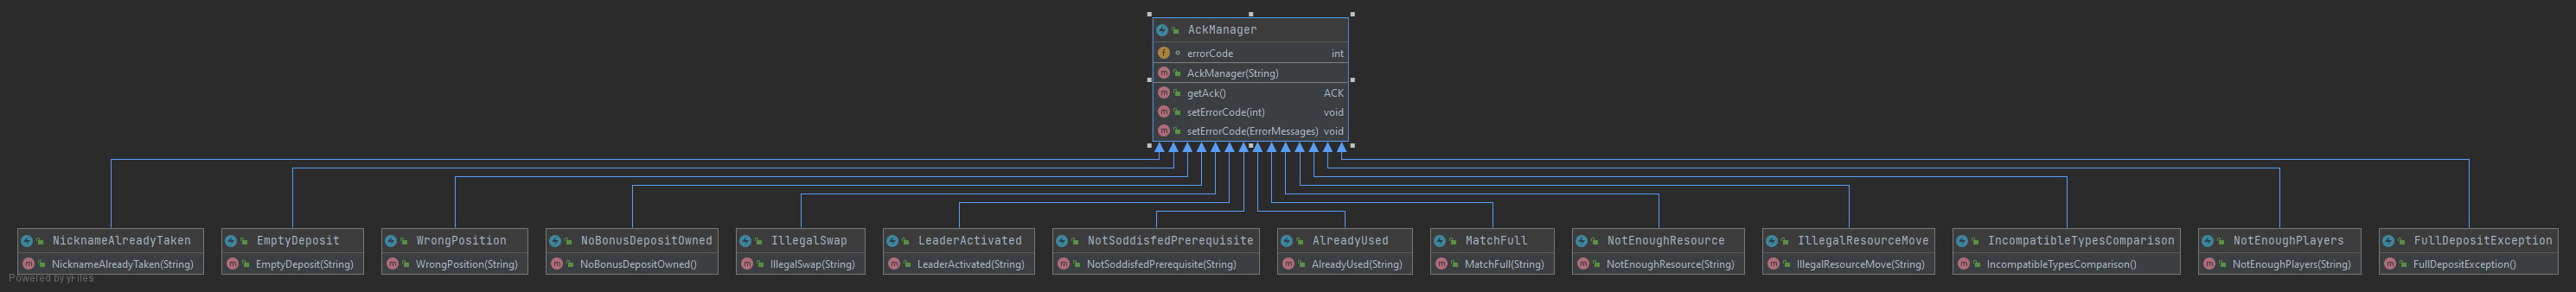 AckManager
errorCode int
AckManager(String)
getAck() ACK
setErrorCode(int) void
setErrorCode(ErrorMessages) void
NicknameAlreadyTaken
NicknameAlreadyTaken(String)
EmptyDeposit
EmptyDeposit(String)
WrongPosition
WrongPosition(String)
NoBonusDepositOwned
NoBonusDepositOwned()
IllegalSwap
IllegalSwap(String)
LeaderActivated
LeaderActivated(String)
NotSoddisfedPrerequisite
NotSoddisfedPrerequisite(String)
AlreadyUsed
AlreadyUsed(String)
MatchFull
MatchFull(String)
NotEnoughResource
NotEnoughResource(String)
IllegalResourceMove
IllegalResourceMove(String)
IncompatibleTypesComparison
IncompatibleTypesComparison()
NotEnoughPlayers
NotEnoughPlayers(String)
FullDepositException
FullDepositException()
Powered by yFiles